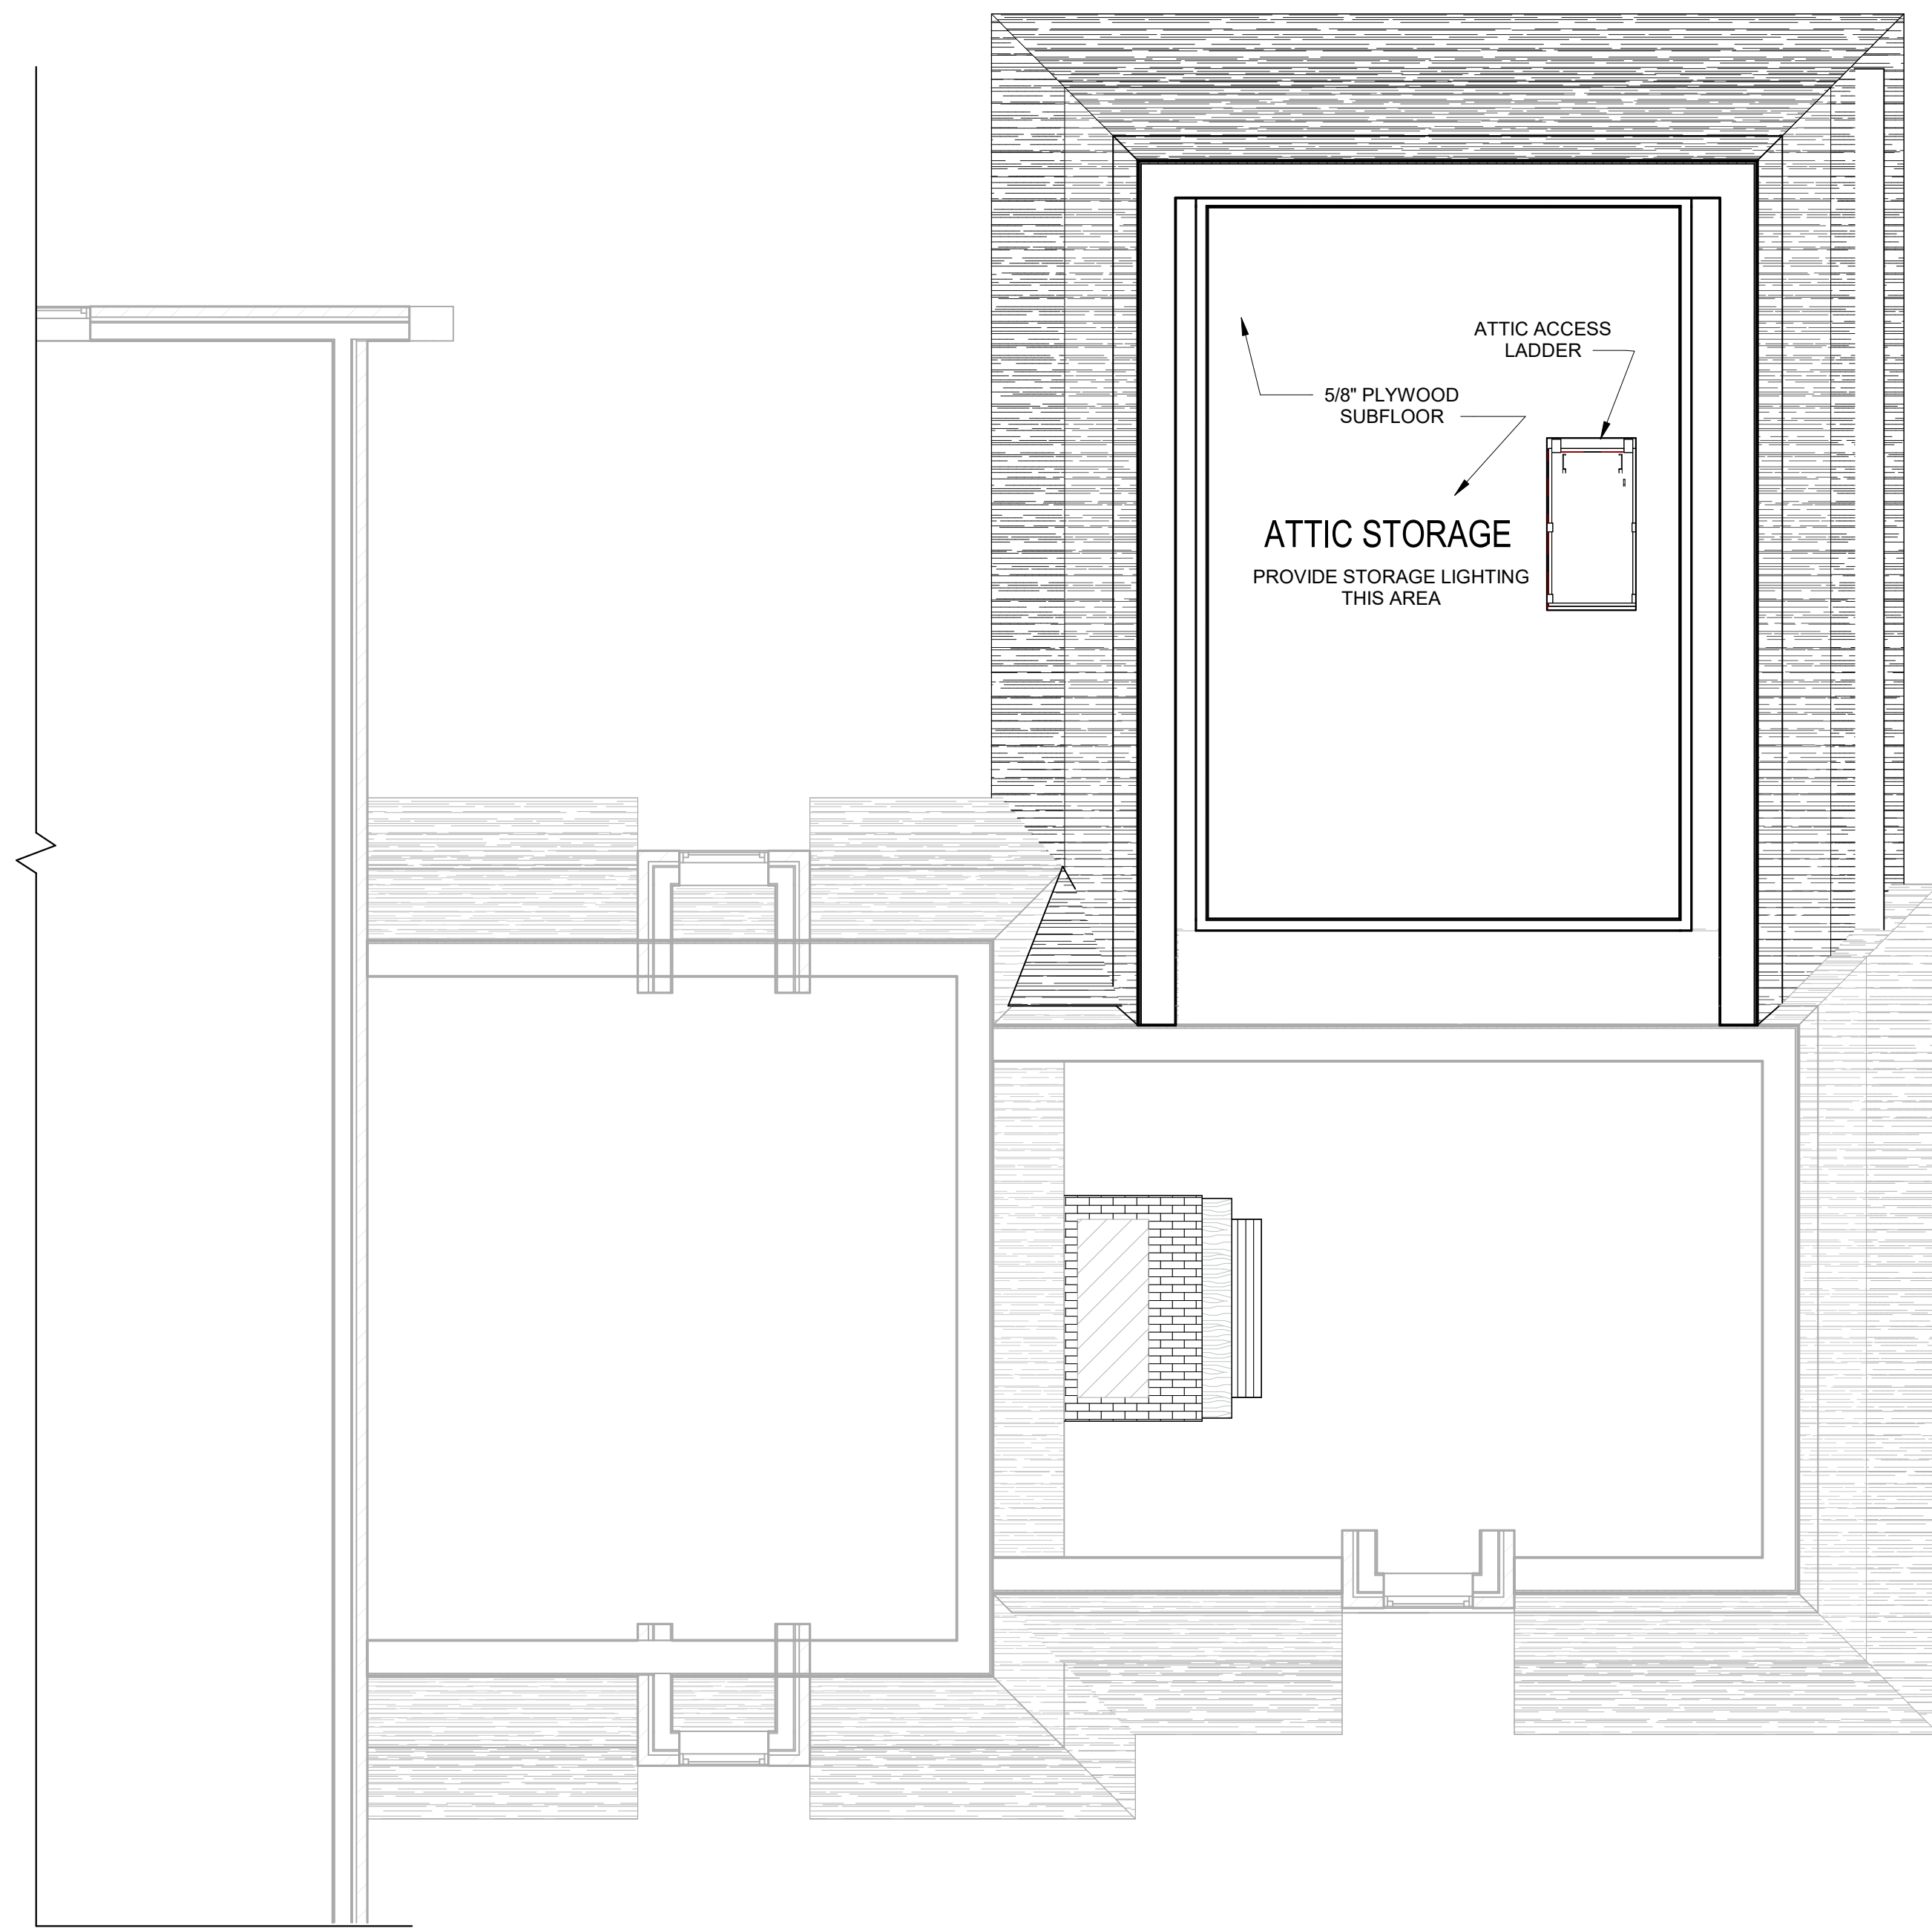 ATTIC ACCESS
LADDER
5/8" PLYWOOD
SUBFLOOR
ATTIC STORAGE
PROVIDE STORAGE LIGHTING
THIS AREA